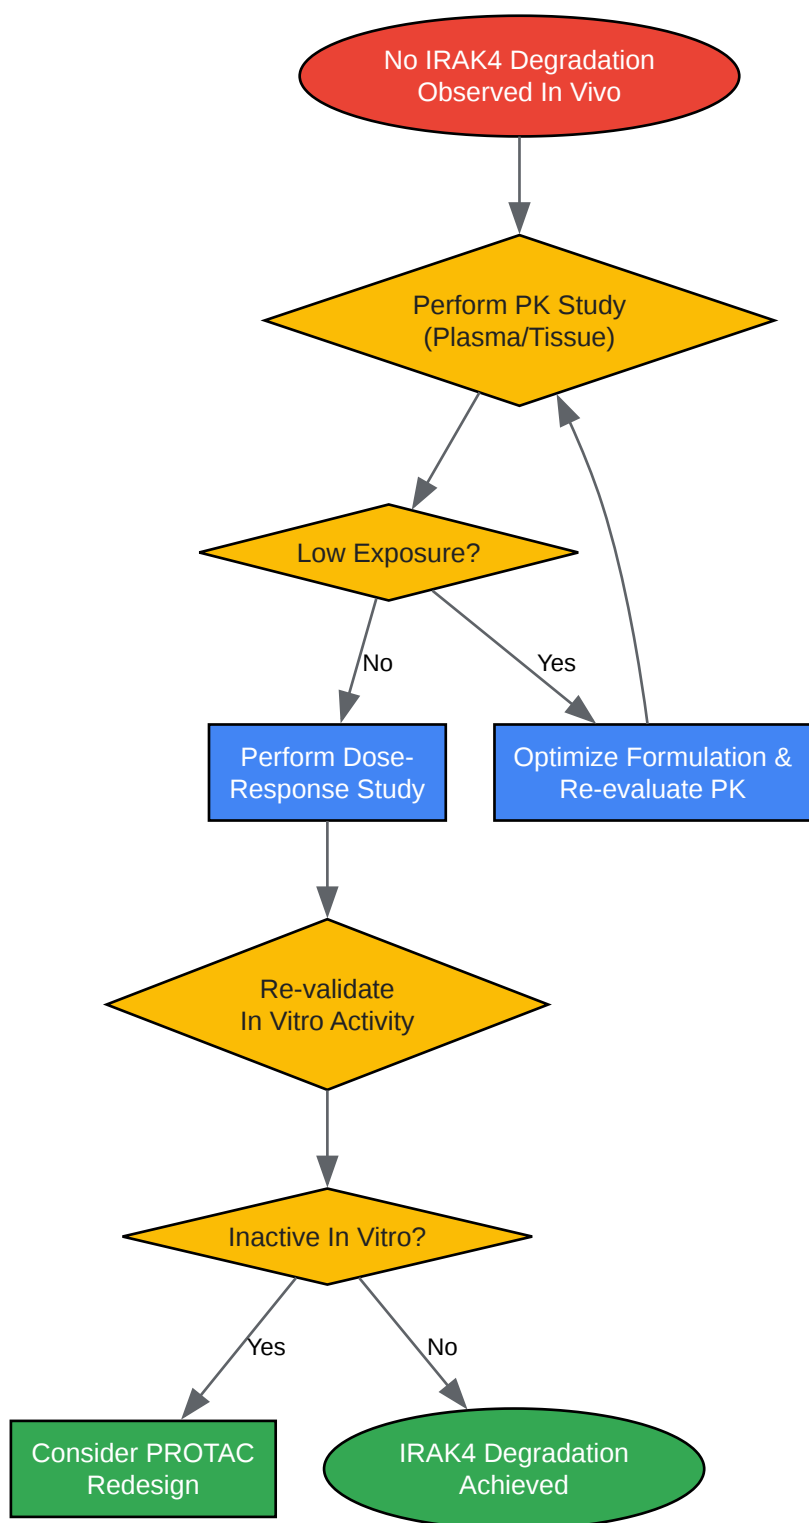 No IRAK4 Degradation
Observed In Vivo
Perform PK Study
(Plasma/Tissue)
Low Exposure?
No
Yes
Perform Dose-
Response Study
Optimize Formulation &
Re-evaluate PK
Re-validate
In Vitro Activity
Inactive In Vitro?
Yes
No
Consider PROTAC
Redesign
IRAK4 Degradation
Achieved